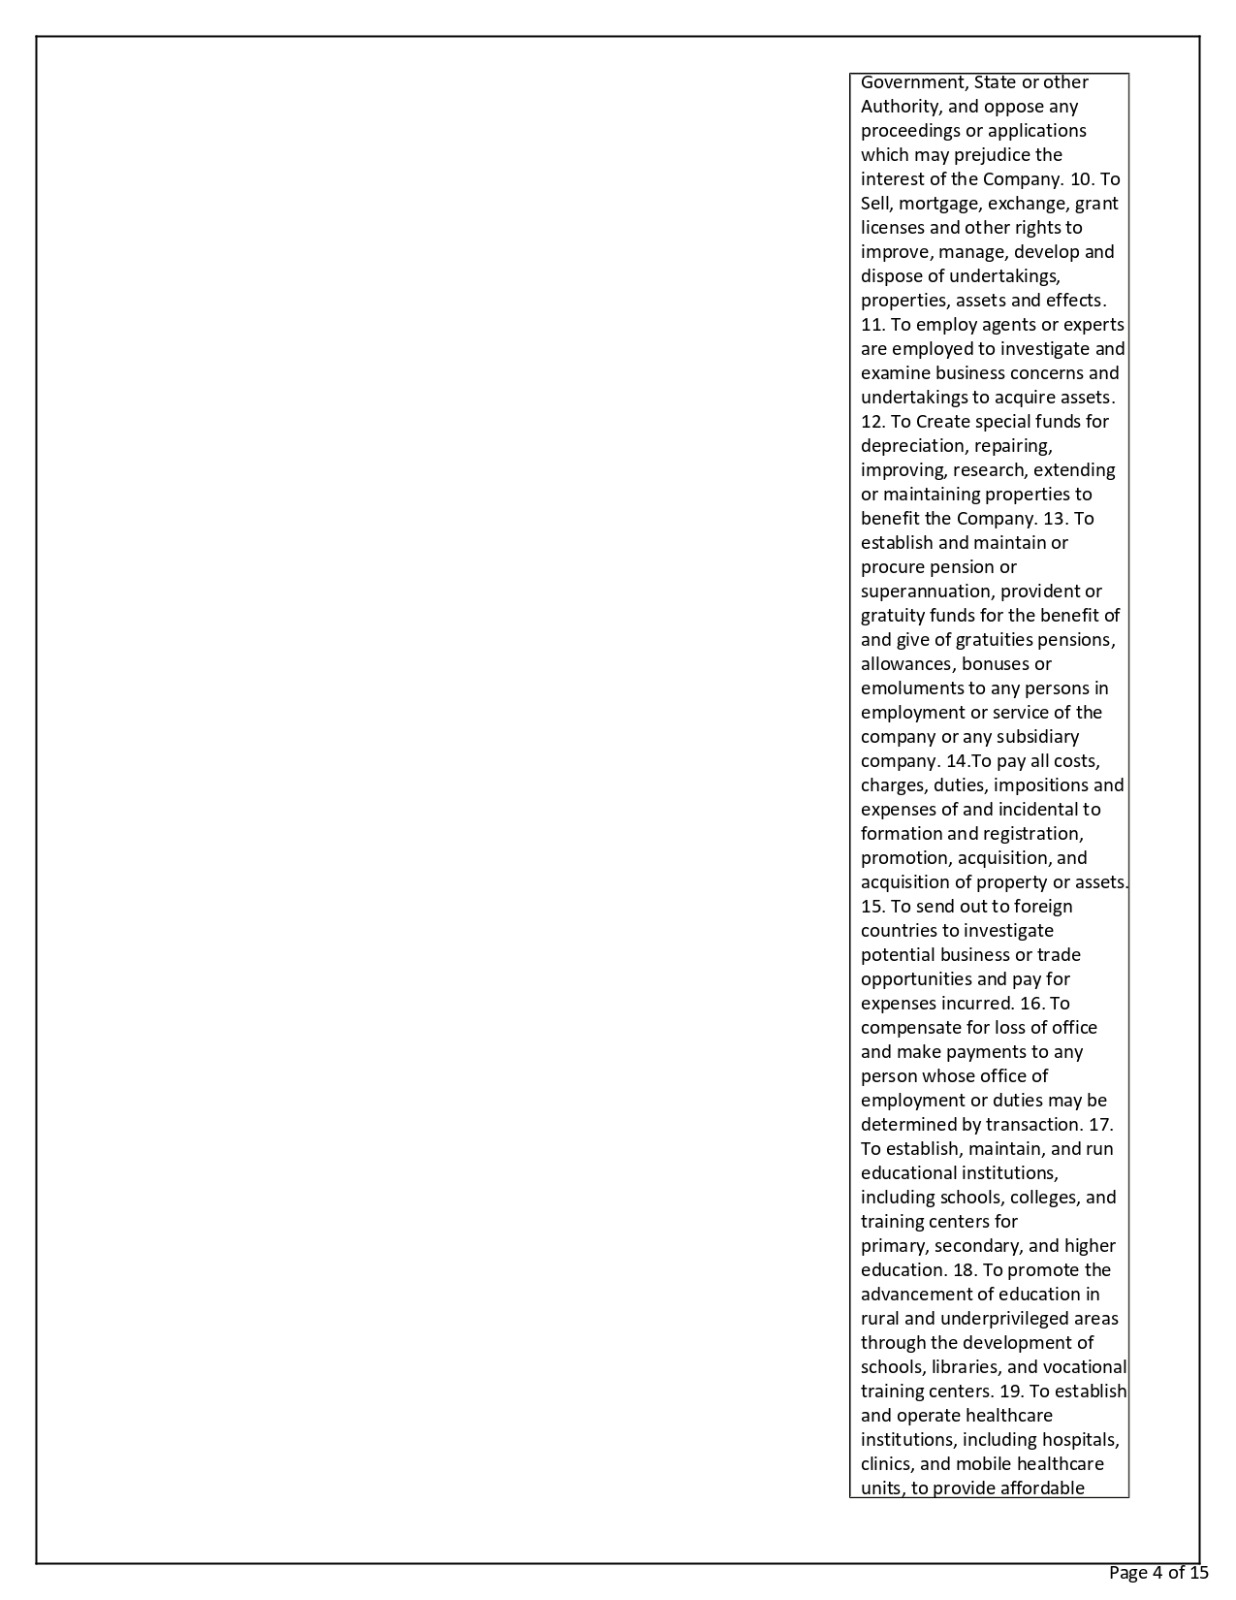 Government, State or other
Authority, and oppose any
proceedings or applications
which may prejudice the
interest of the Company. 10. To
Sell, mortgage, exchange, grant
licenses and other rights to
improve, manage, develop and
dispose of undertakings,
properties, assets and effects.
11. To employ agents or experts
are employed to investigate and
examine business concerns and
undertakings to acquire assets.
12. To Create special funds for
depreciation, repairing,
improving, research, extending
or maintaining properties to
benefit the Company. 13. To
establish and maintain or
procure pension or
superannuation, provident or
gratuity funds for the benefit of
and give of gratuities pensions,
allowances, bonuses or
emoluments to any persons in
employment or service of the
company or any subsidiary
company. 14.To pay all costs,
charges, duties, impositions and
expenses of and incidental to
formation and registration,
promotion, acquisition, and
acquisition of property or assets.
15. To send out to foreign
countries to investigate
potential business or trade
opportunities and pay for
expenses incurred. 16. To
compensate for loss of office
and make payments to any
person whose office of
employment or duties may be
determined by transaction. 17.
To establish, maintain, and run
educational institutions,
including schools, colleges, and
training centers for
primary, secondary, and higher
education. 18. To promote the
advancement of education in
rural and underprivileged areas
through the development of
schools, libraries, and vocational
training centers. 19. To establish
and operate healthcare
institutions, including hospitals,
clinics, and mobile healthcare
units, to provide affordable
Page 4 of 15